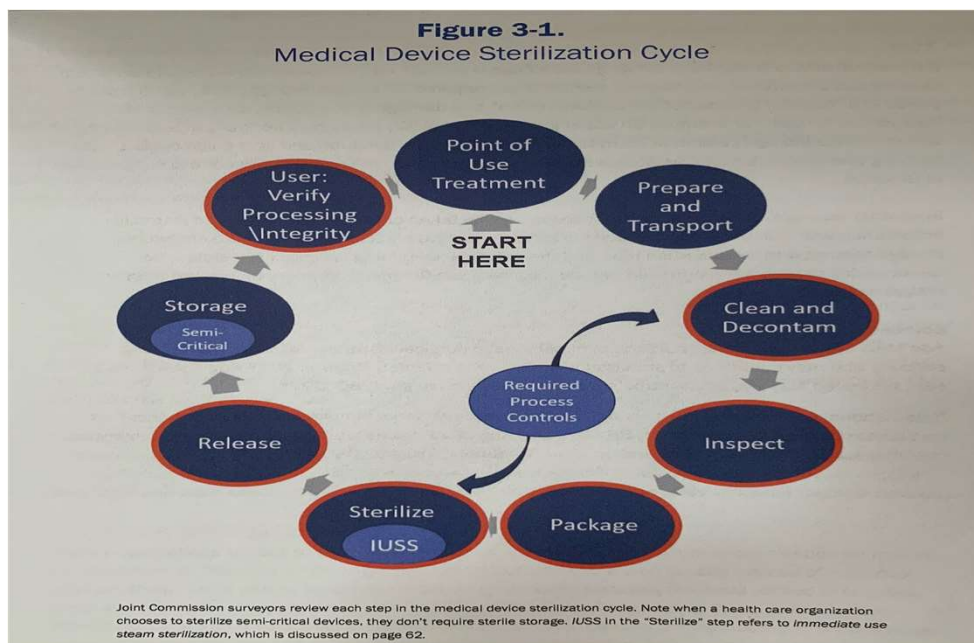 Figure 3-1.
Medical Device Sterilization Cycle
Point of
Use
Treatment
START
HERE
Prepare
and
Transport
Clean and
Decontam
Inspect
Package
Sterilize
IUSS
Release
Storage
Semi-
Critical
User:
Verify
Processing
\Integrity
Required
Process
Controls
Joint Commission surveyors review each step in the medical device sterilization cycle. Note when a health care organization
chooses to sterilize semi-critical devices, they don't require sterile storage. IUSS in the "Sterilize" step refers to immediate use
steam sterilization, which is discussed on page 62.